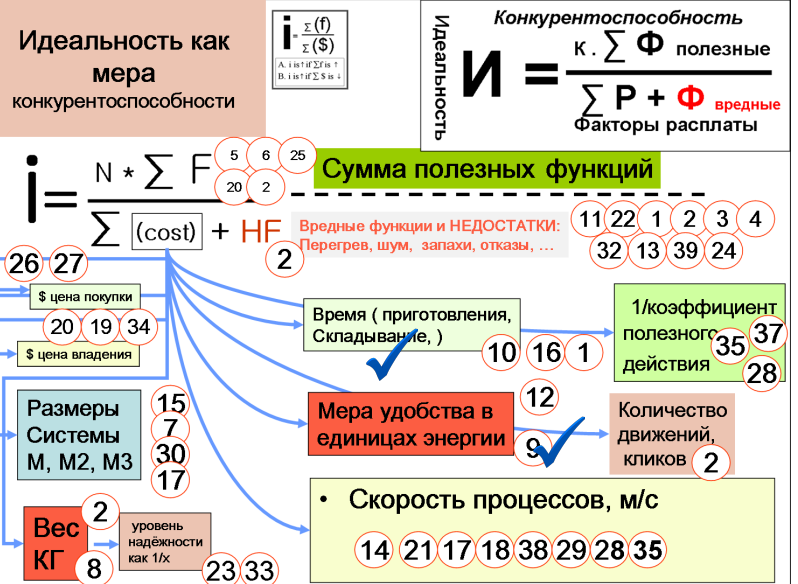 Идеальность как
мера
конкурентоспособности
i = Σ (f)
Σ ($)
A. i is↑if ∑f is ↑
B. i is↑if ∑ $ is ↓
Конкурентоспособность
Идеальность
И = к . ∑ Ф полезные
∑ Р + Ф вредные
Факторы расплаты
i = N * ∑ F
5 6 25
20 2
Сумма полезных функций
∑ (cost) + HF
2
Вредные функции и НЕДОСТАТКИ:
Перегрев, шум, запахи, отказы, …
11 22 1 2 3 4
32 13 39 24
26 27
$ цена покупки
20 19 34
$ цена владения
Время ( приготовления,
Складывание, )
10 16 1
1/коэффициент
полезного
действия
35 37
28
Размеры
Системы
М, М2, М3
15
7
30
17
Мера удобства в
единицах энергии
12
9
Количество
движений,
кликов
2
Вес
КГ
2
8
уровень
надёжности
как 1/х
23 33
• Скорость процессов, м/с
14 21 17 18 38 29 28 35